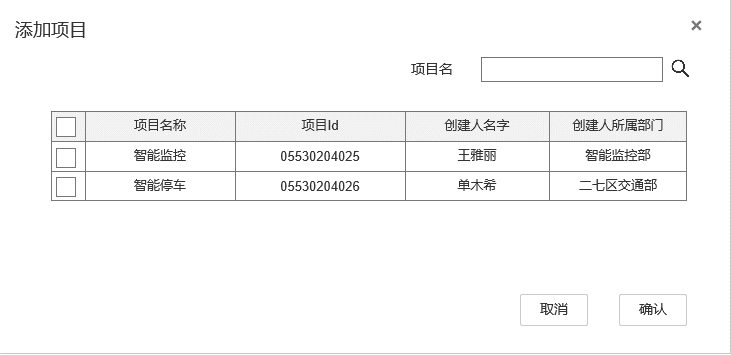 添加项目
项目名
项目名称 项目Id 创建人名字 创建人所属部门
智能监控 05530204025 王雅丽 智能监控部
智能停车 05530204026 单木希 二七区交通部
取消 确认